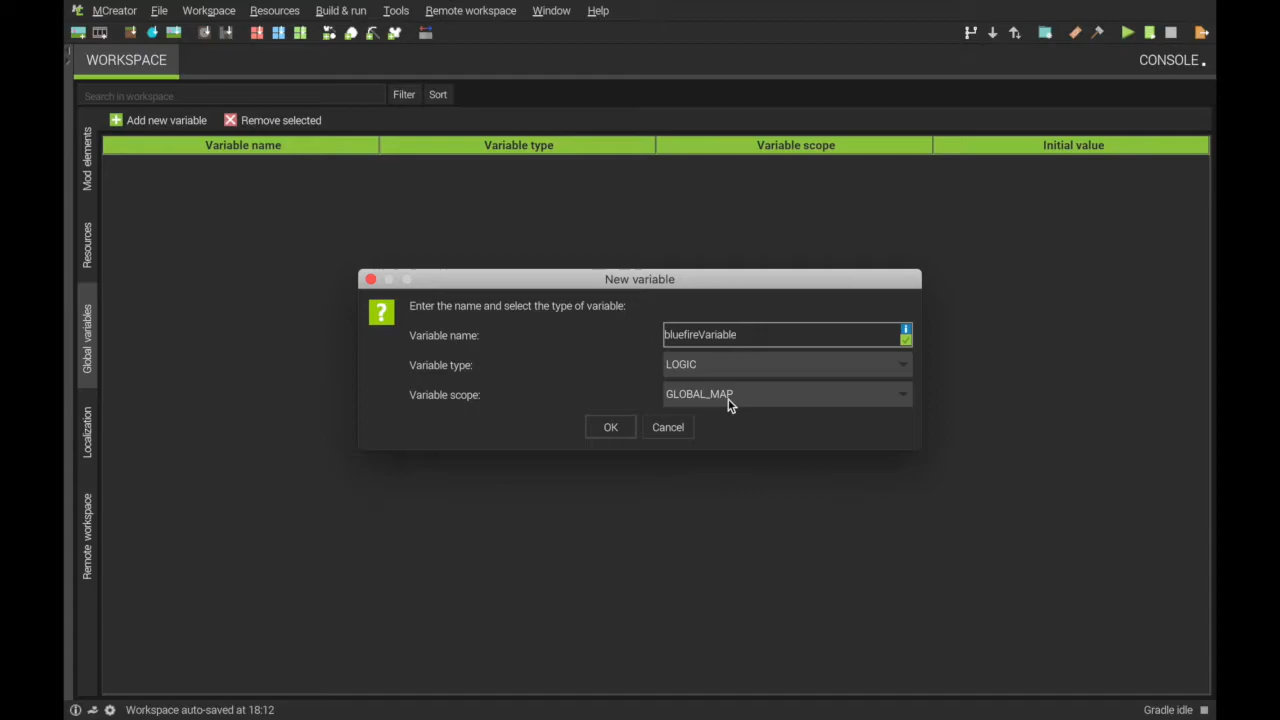 MCreator File Workspace Resources Build & run Tools Remote workspace Window Help
WORKSPACE
CONSOLE
Search in workspace
Filter Sort
Add new variable Remove selected
Variable name Variable type Variable scope Initial value
Mod elements
Resources
Global variables
Localization
Remote workspace
New variable
?
Enter the name and select the type of variable:
Variable name: bluefireVariable
Variable type: LOGIC
Variable scope: GLOBAL_MAP
OK Cancel
Workspace auto-saved at 18:12
Gradle idle